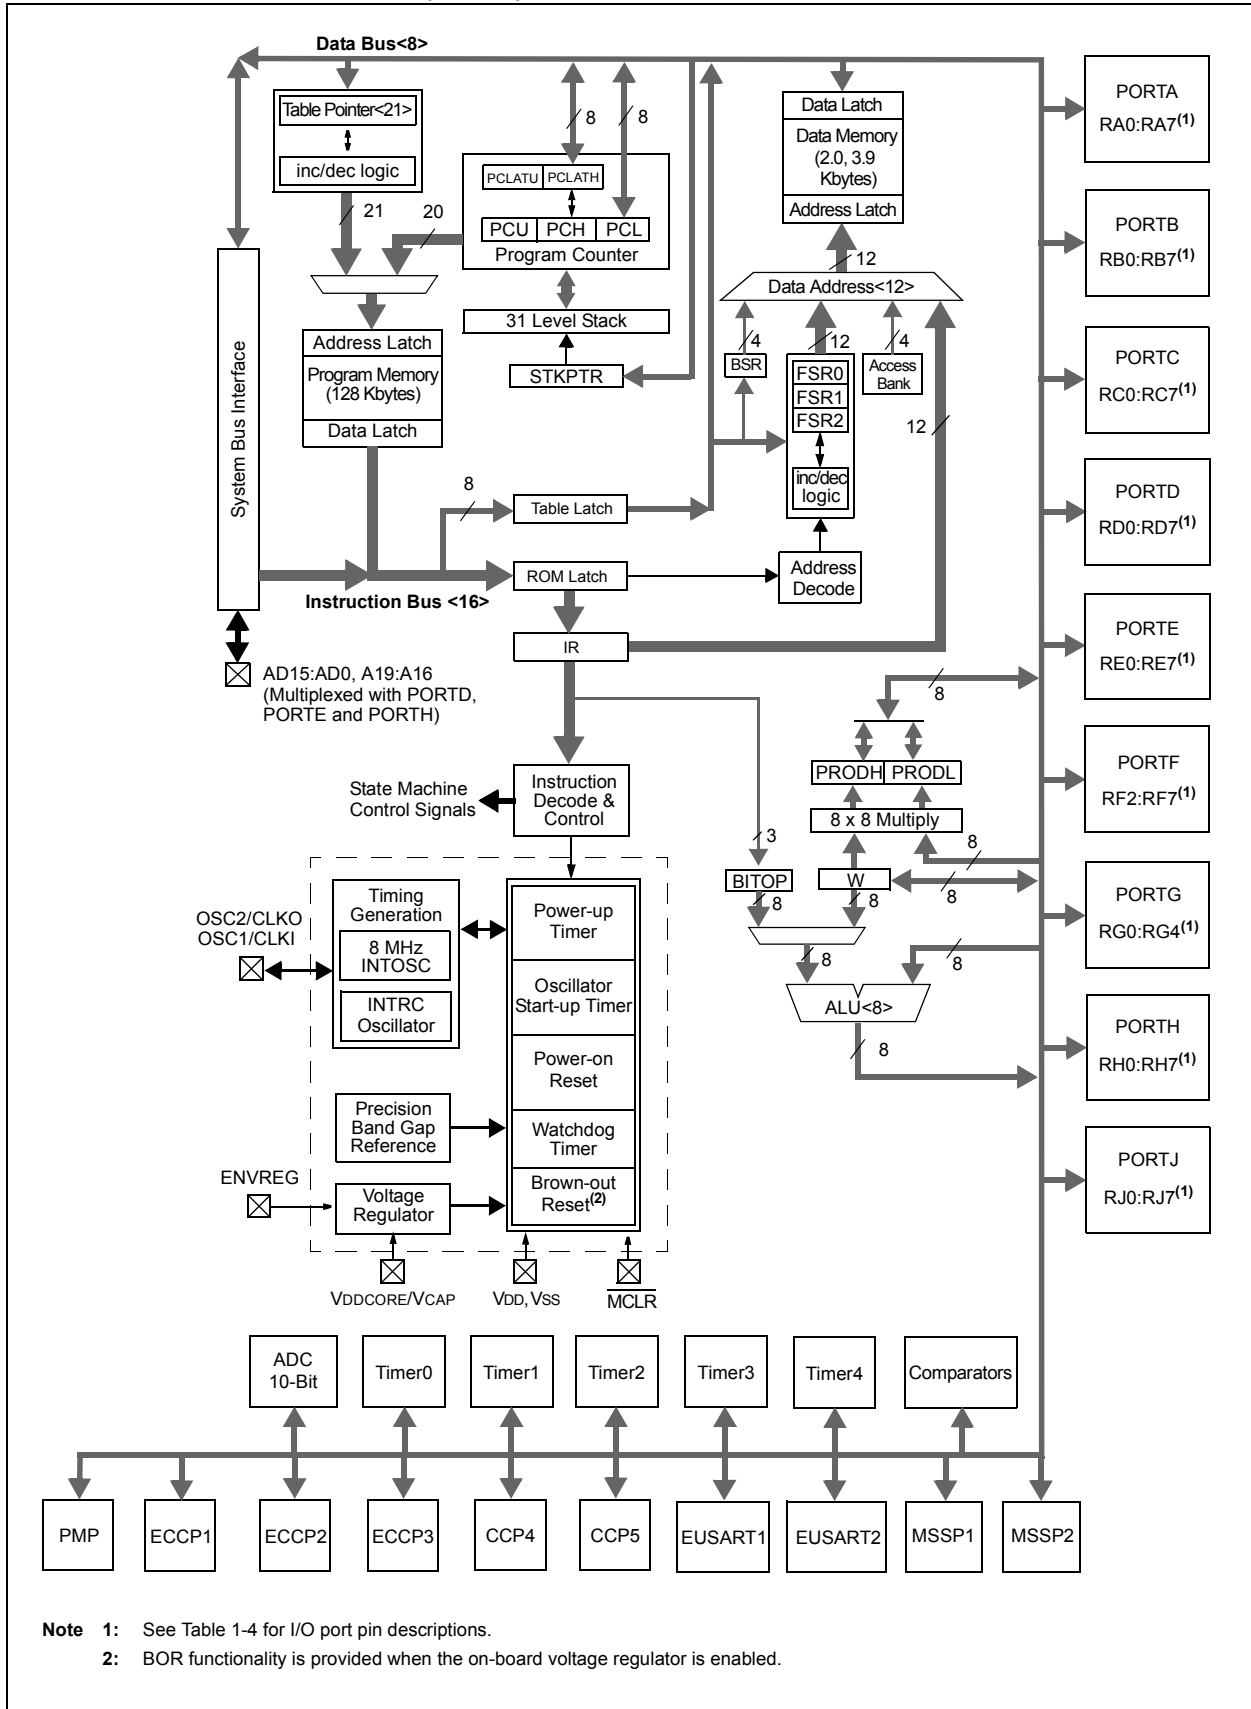 Data Bus<8>
Table Pointer<21>
inc/dec logic
21
20
8
8
PCLATU PCLATH
PCU PCH PCL
Program Counter
31 Level Stack
STKPTR
Address Latch
Program Memory
(128 Kbytes)
Data Latch
System Bus Interface
8
Table Latch
ROM Latch
Instruction Bus <16>
IR
AD15:AD0, A19:A16
(Multiplexed with PORTD,
PORTE and PORTH)
Data Latch
Data Memory
(2.0, 3.9
Kbytes)
Address Latch
12
Data Address<12>
4
12
4
BSR
FSR0
FSR1
FSR2
Access
Bank
12
inc/dec
logic
Address
Decode
8
PRODH PRODL
8 x 8 Multiply
3
8
BITOP
W
8
8
8
8
8
ALU<8>
8
State Machine
Control Signals
Instruction
Decode &
Control
Timing
Generation
OSC2/CLKO
OSC1/CLKI
8 MHz
INTOSC
INTRC
Oscillator
Power-up
Timer
Oscillator
Start-up Timer
Power-on
Reset
Precision
Band Gap
Reference
Watchdog
Timer
ENVREG
Voltage
Regulator
Brown-out
Reset(2)
VDDCORE/VCAP
VDD, VSS
MCLR
PORTA
RA0:RA7(1)
PORTB
RB0:RB7(1)
PORTC
RC0:RC7(1)
PORTD
RD0:RD7(1)
PORTE
RE0:RE7(1)
PORTF
RF2:RF7(1)
PORTG
RG0:RG4(1)
PORTH
RH0:RH7(1)
PORTJ
RJ0:RJ7(1)
ADC
10-Bit
Timer0
Timer1
Timer2
Timer3
Timer4
Comparators
PMP
ECCP1
ECCP2
ECCP3
CCP4
CCP5
EUSART1
EUSART2
MSSP1
MSSP2
Note 1: See Table 1-4 for I/O port pin descriptions.
2: BOR functionality is provided when the on-board voltage regulator is enabled.